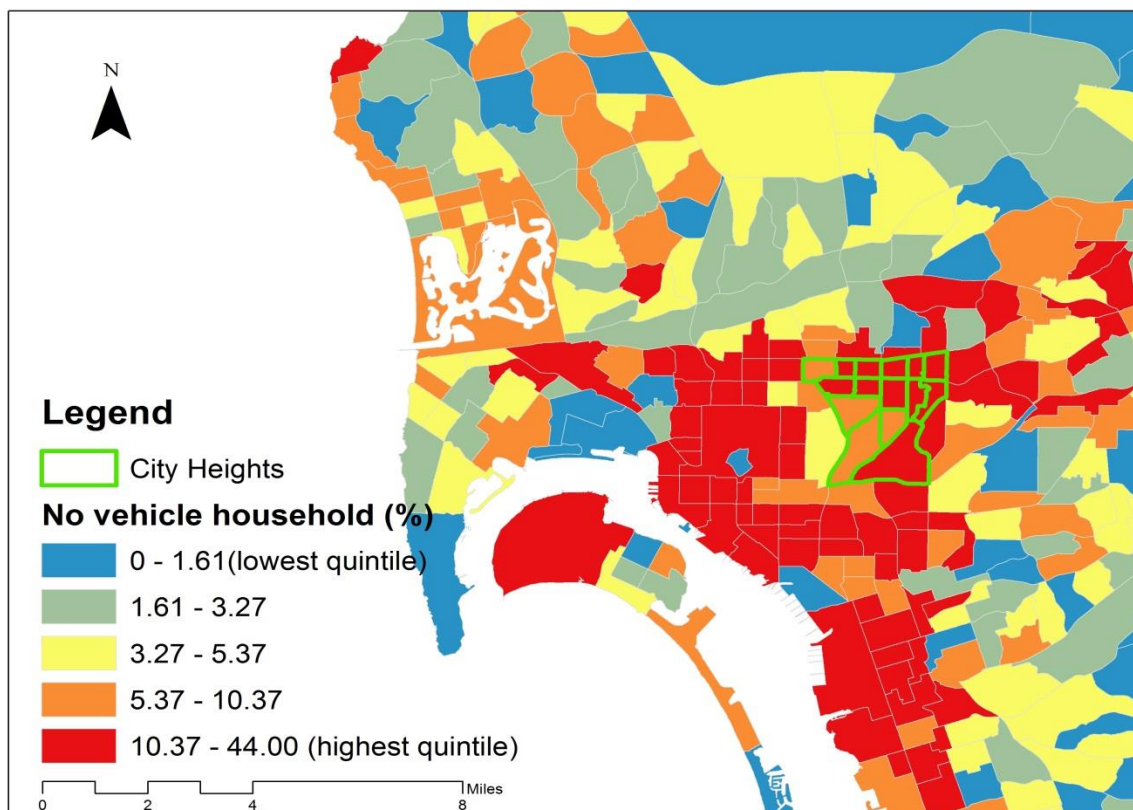 N
Legend
City Heights
No vehicle household (%)
0 - 1.61(lowest quintile)
1.61 - 3.27
3.27 - 5.37
5.37 - 10.37
10.37 - 44.00 (highest quintile)
Miles
0 2 4 8